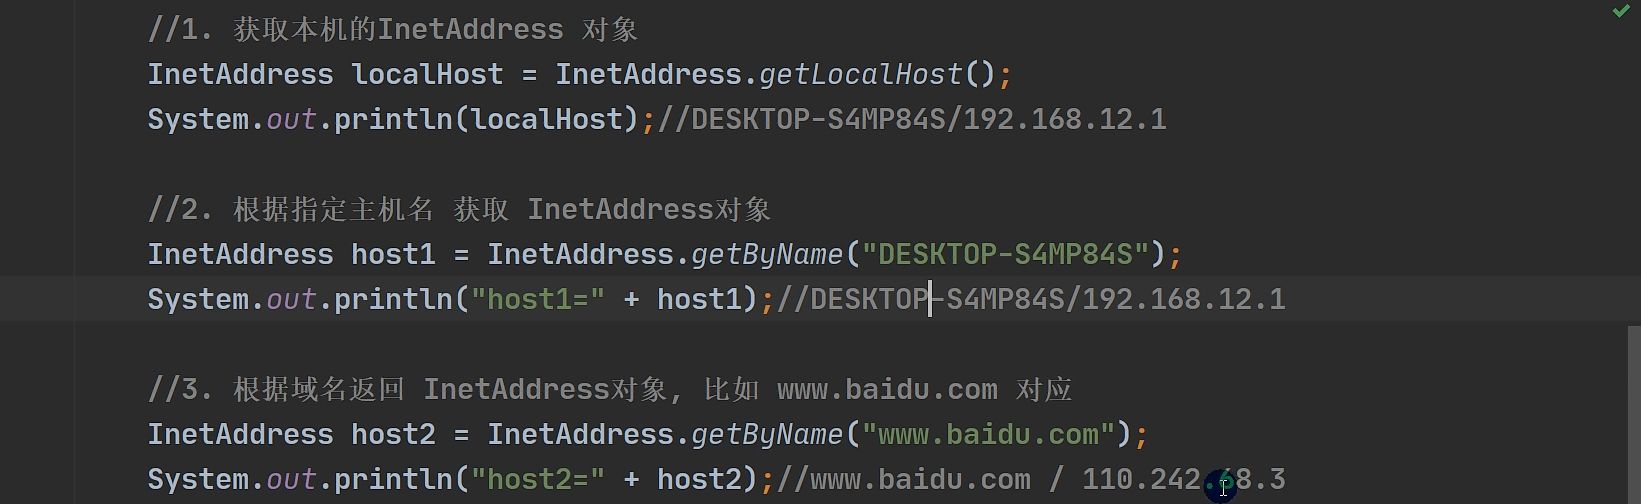 //1. 获取本机的InetAddress 对象
InetAddress localHost = InetAddress.getLocalHost();
System.out.println(localHost);//DESKTOP-S4MP84S/192.168.12.1
//2. 根据指定主机名 获取 InetAddress对象
InetAddress host1 = InetAddress.getByName("DESKTOP-S4MP84S");
System.out.println("host1=" + host1);//DESKTOP-S4MP84S/192.168.12.1
//3. 根据域名返回 InetAddress对象, 比如 www.baidu.com 对应
InetAddress host2 = InetAddress.getByName("www.baidu.com");
System.out.println("host2=" + host2);//www.baidu.com / 110.242.68.3